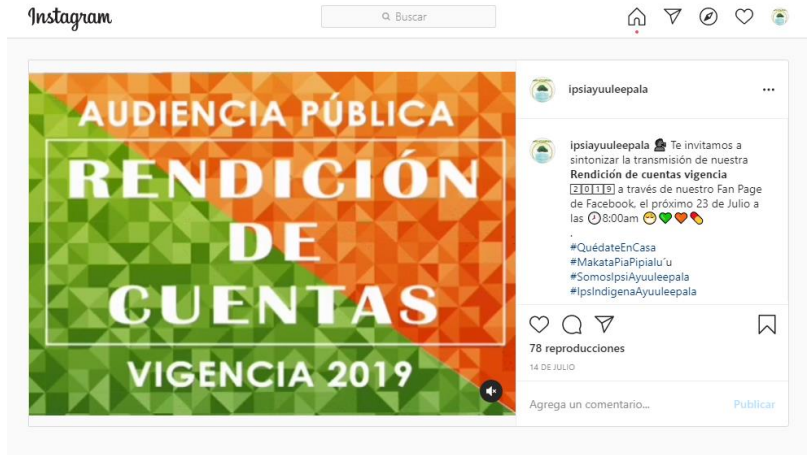 Instagram
Buscar
AUDIENCIA PÚBLICA
RENDICIÓN
DE
CUENTAS
VIGENCIA 2019
ipsiayuuleepala
ipsiayuuleepala Te invitamos a
sintonizar la transmisión de nuestra
Rendición de cuentas vigencia
2019 a través de nuestro Fan Page
de Facebook, el próximo 23 de Julio a
las 8:00am
.
#QuédateEnCasa
#MakataPiaPipialu´u
#SomosIpsiAyuuleepala
#IpsIndigenaAyuuleepala
78 reproducciones
14 DE JULIO
Agrega un comentario...
Publicar